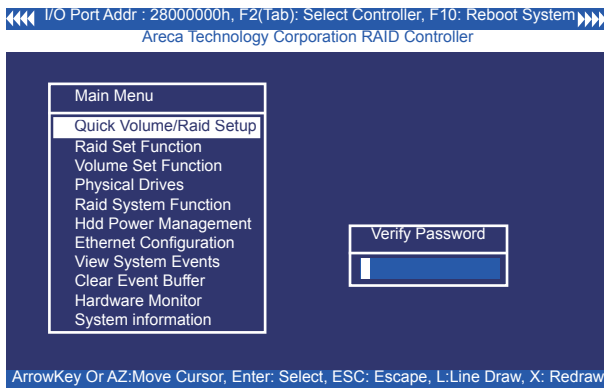 I/O Port Addr : 28000000h, F2(Tab): Select Controller, F10: Reboot System
Areca Technology Corporation RAID Controller
Main Menu
Quick Volume/Raid Setup
Raid Set Function
Volume Set Function
Physical Drives
Raid System Function
Hdd Power Management
Ethernet Configuration
View System Events
Clear Event Buffer
Hardware Monitor
System information
Verify Password
ArrowKey Or AZ:Move Cursor, Enter: Select, ESC: Escape, L:Line Draw, X: Redraw